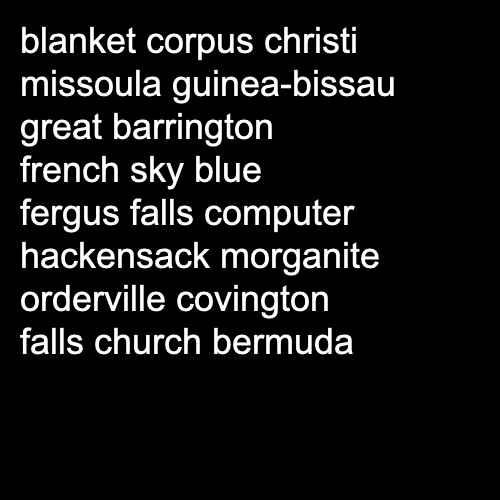 blanket corpus christi
missoula guinea-bissau
great barrington
french sky blue
fergus falls computer
hackensack morganite
orderville covington
falls church bermuda